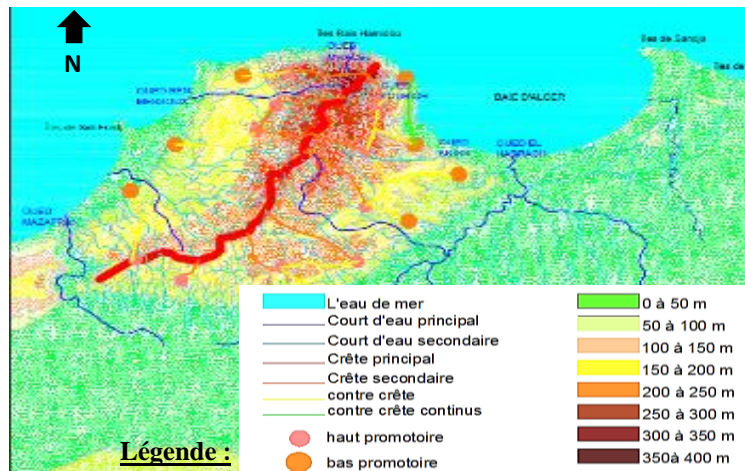 N
BAIE D'ALGER
OUED EL
L'eau de mer
Court d'eau principal
Court d'eau secondaire
Crête principal
Crête secondaire
contre crête
contre crête continus
haut promotoire
bas promotoire
Légende :
0 à 50 m
50 à 100 m
100 à 150 m
150 à 200 m
200 à 250 m
250 à 300 m
300 à 350 m
350à 400 m